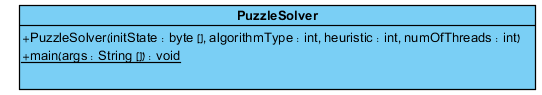 PuzzleSolver
+PuzzleSolver(initState : byte [], algorithmType : int, heuristic : int, numOfThreads : int)
+main(args : String []) : void